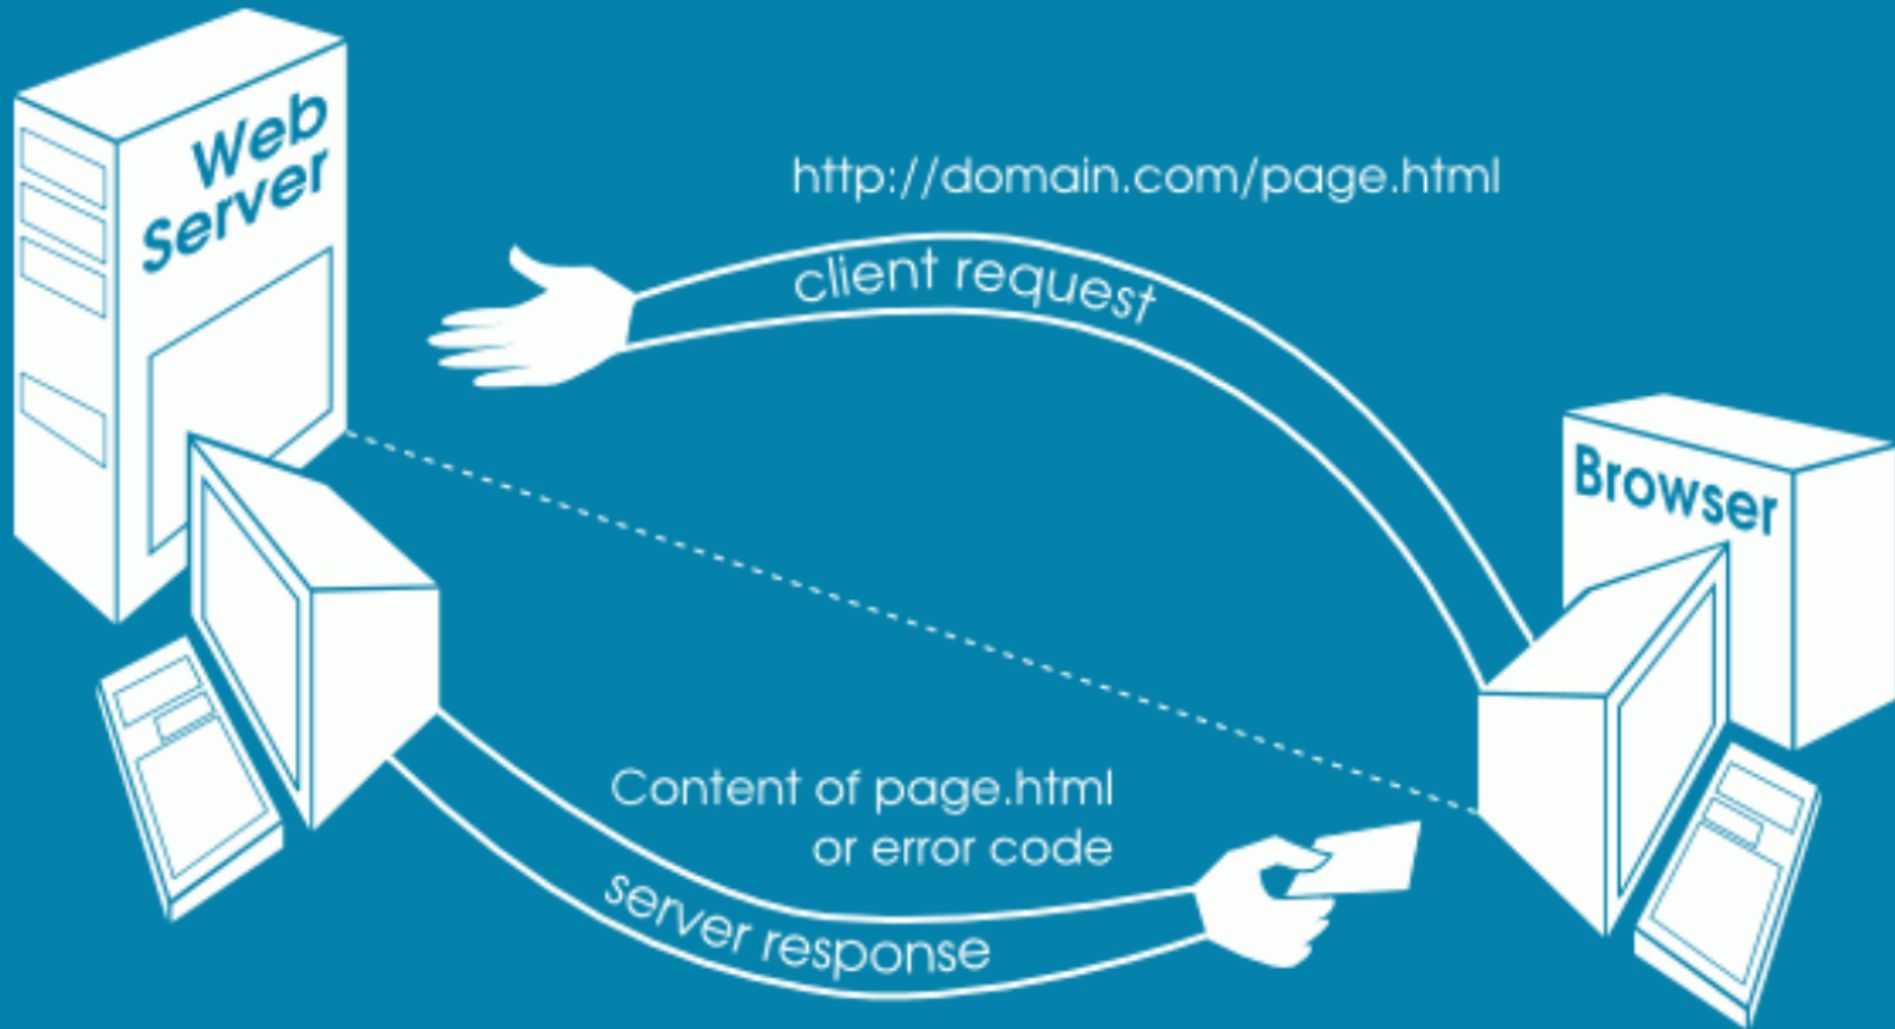 Web
Server
http://domain.com/page.html
client request
Browser
Content of page.html
or error code
server response